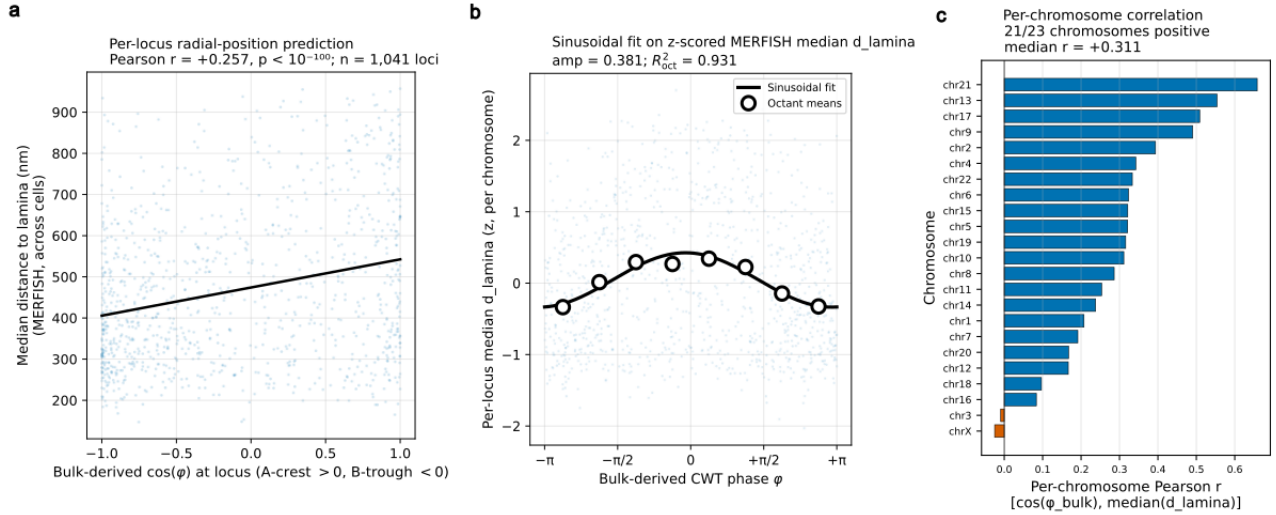 a
Per-locus radial-position prediction
Pearson r = +0.257, p < 10⁻¹⁰⁰; n = 1,041 loci
Median distance to lamina (nm)
(MERFISH, across cells)
900
800
700
600
500
400
300
200
−1.0 −0.5 0.0 0.5 1.0
Bulk-derived cos(φ) at locus (A-crest > 0, B-trough < 0)
b
Sinusoidal fit on z-scored MERFISH median d_lamina
amp = 0.381; R²oct = 0.931
Sinusoidal fit
Octant means
Per-locus median d_lamina (z, per chromosome)
2
1
0
−1
−2
−π −π/2 0 +π/2 +π
Bulk-derived CWT phase φ
c
Per-chromosome correlation
21/23 chromosomes positive
median r = +0.311
Chromosome
chr21
chr13
chr17
chr9
chr2
chr4
chr22
chr6
chr15
chr5
chr19
chr10
chr8
chr11
chr14
chr1
chr7
chr20
chr12
chr18
chr16
chr3
chrX
0.0 0.1 0.2 0.3 0.4 0.5 0.6
Per-chromosome Pearson r
[cos(φ_bulk), median(d_lamina)]